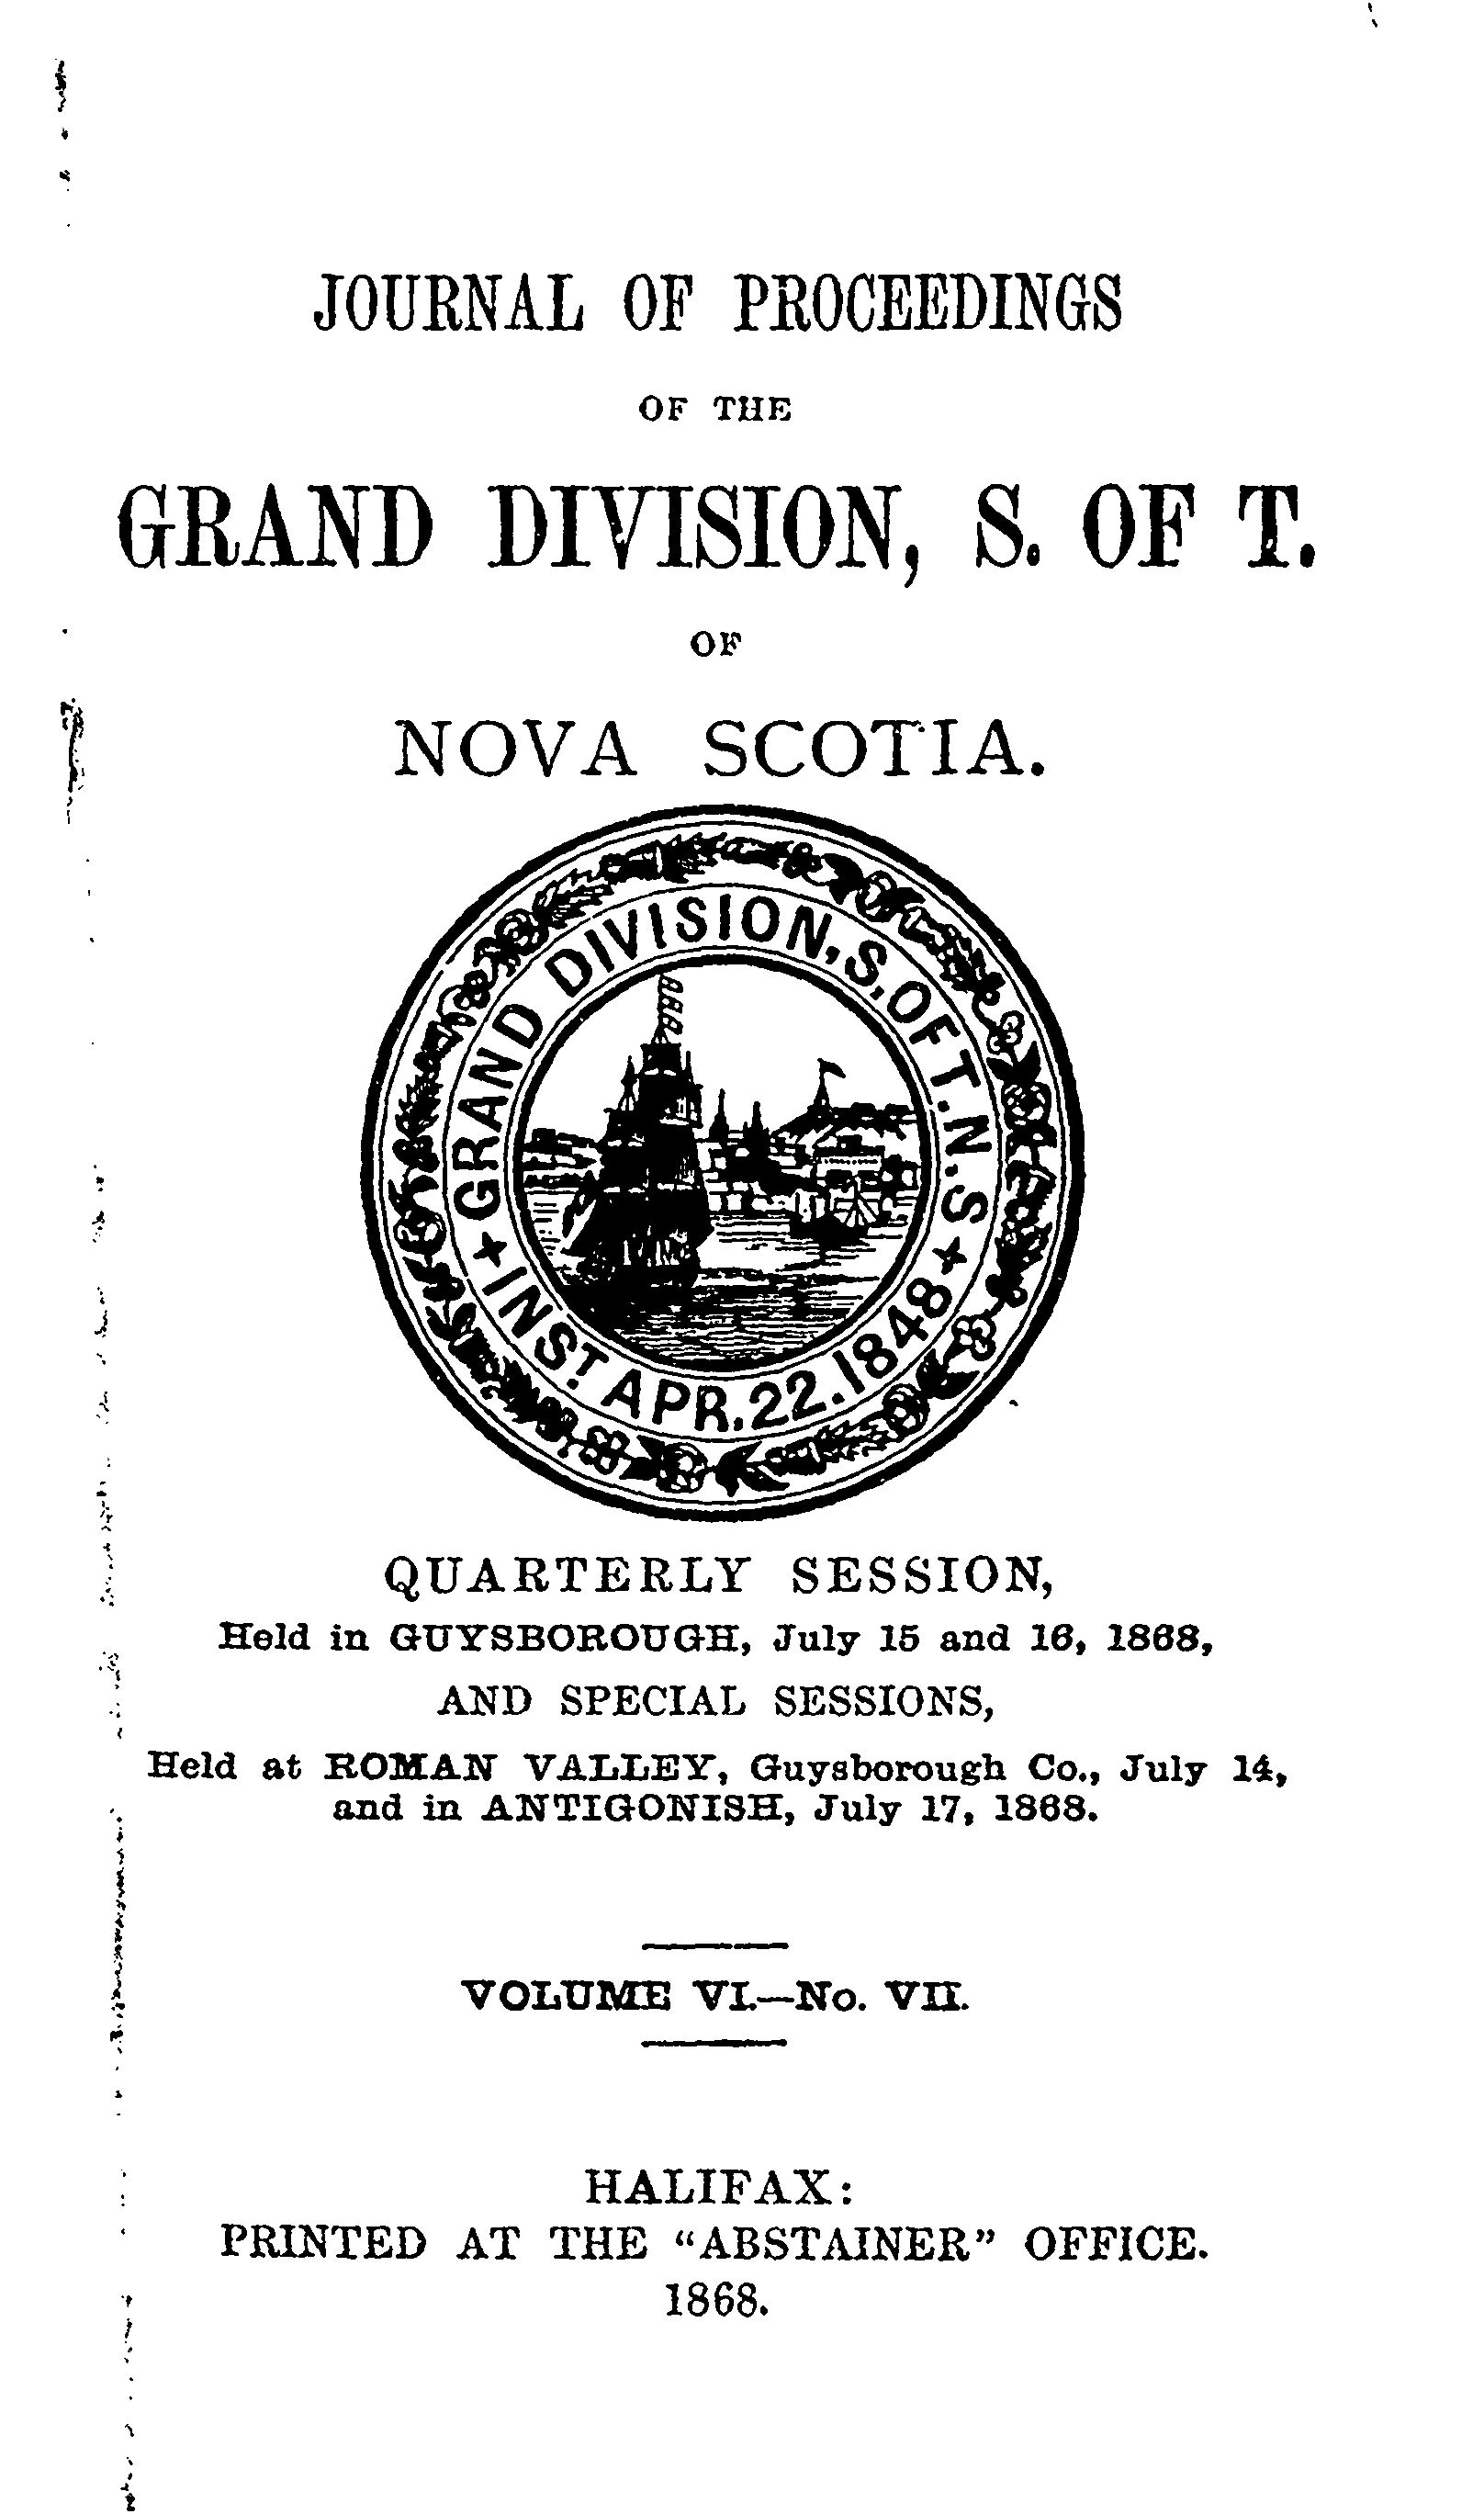 JOURNAL OF PROCEEDINGS
OF THE
GRAND DIVISION, S. OF T.
OF
NOVA SCOTIA.
GRAND DIVISION, S. OF T. N. S
INST. APR. 22. 1848
QUARTERLY SESSION,
Held in GUYSBOROUGH, July 15 and 16, 1868,
AND SPECIAL SESSIONS,
Held at ROMAN VALLEY, Guysborough Co., July 14,
and in ANTIGONISH, July 17, 1868.
VOLUME VI.—No. VII.
HALIFAX:
PRINTED AT THE "ABSTAINER" OFFICE.
1868.